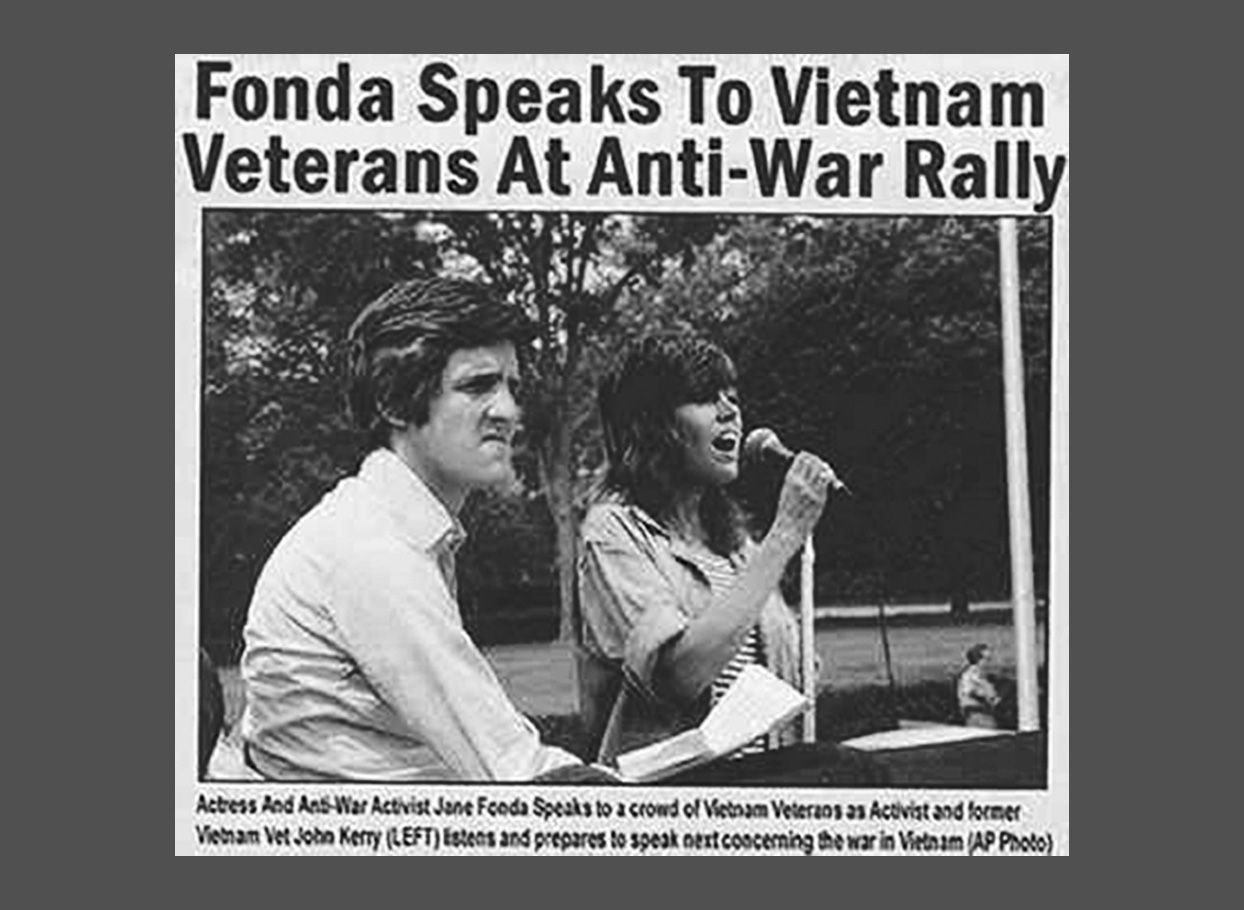 Fonda Speaks To Vietnam
Veterans At Anti-War Rally
Actress And Anti-War Activist Jane Fonda Speaks to a crowd of Vietnam Veterans as Activist and former
Vietnam Vet John Kerry (LEFT) listens and prepares to speak next concerning the war in Vietnam (AP Photo)